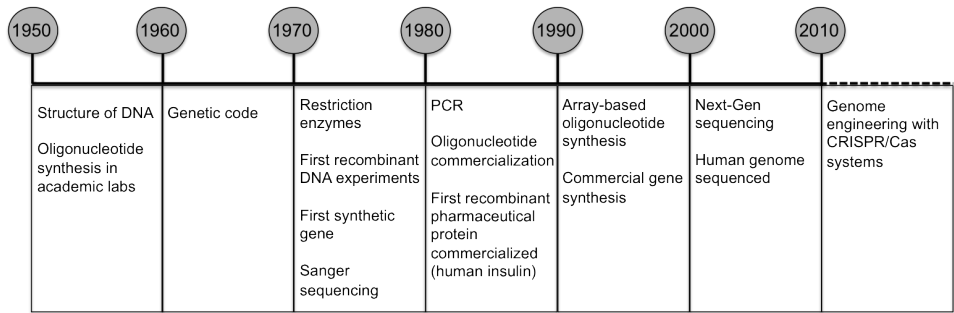 1950
1960
1970
1980
1990
2000
2010
Structure of DNA
Oligonucleotide
synthesis in
academic labs
Genetic code
Restriction
enzymes
First recombinant
DNA experiments
First synthetic
gene
Sanger
sequencing
PCR
Oligonucleotide
commercialization
First recombinant
pharmaceutical
protein
commercialized
(human insulin)
Array-based
oligonucleotide
synthesis
Commercial gene
synthesis
Next-Gen
sequencing
Human genome
sequenced
Genome
engineering with
CRISPR/Cas
systems